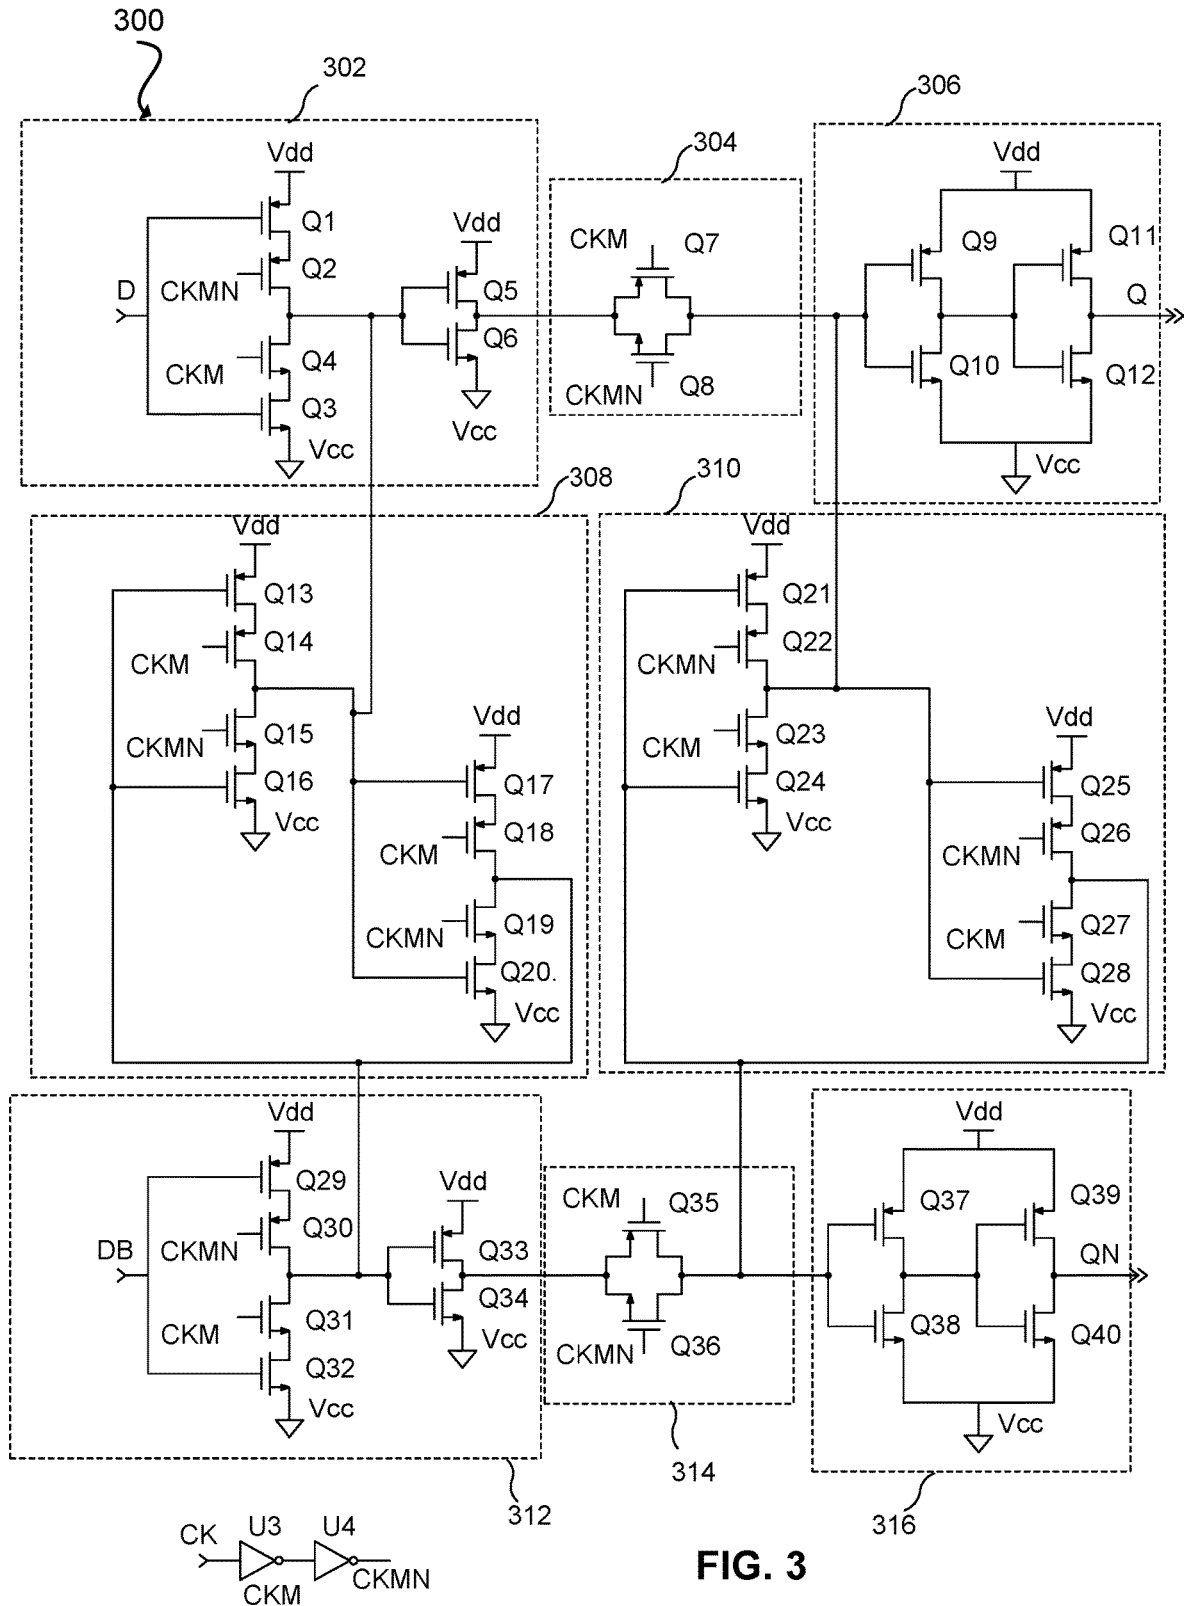 300
302
Vdd
Q1
Q2
CKMN
D
Q4
CKM
Q3
Vcc
Vdd
Q5
Q6
Vcc
304
CKM
Q7
CKMN
Q8
306
Vdd
Q9
Q11
Q
Q10
Q12
Vcc
308
Vdd
Q13
Q14
CKM
Q15
CKMN
Q16
Vcc
Vdd
Q17
Q18
CKM
Q19
CKMN
Q20.
Vcc
310
Vdd
Q21
Q22
CKMN
Q23
CKM
Q24
Vcc
Vdd
Q25
Q26
CKMN
Q27
CKM
Q28
Vcc
Vdd
Q29
Q30
CKMN
DB
Q31
CKM
Q32
Vcc
Vdd
Q33
Q34
Vcc
312
CKM
Q35
CKMN
Q36
314
Vdd
Q37
Q39
QN
Q38
Q40
Vcc
316
CK
U3
U4
CKM
CKMN
FIG. 3